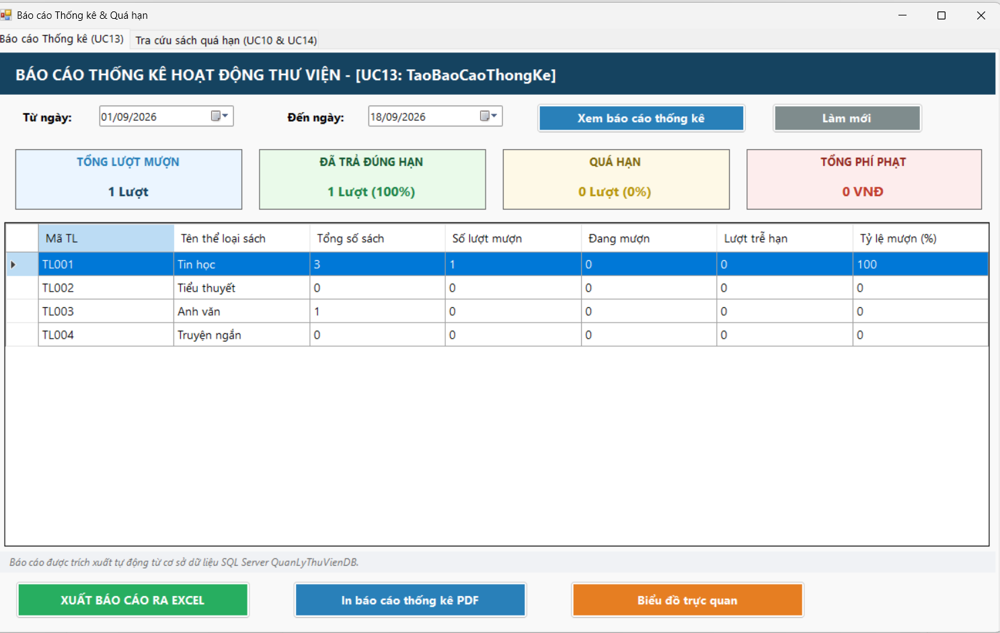 Báo cáo Thống kê & Quá hạn
Báo cáo Thống kê (UC13) Tra cứu sách quá hạn (UC10 & UC14)
BÁO CÁO THỐNG KÊ HOẠT ĐỘNG THƯ VIỆN - [UC13: TaoBaoCaoThongKe]
Từ ngày: 01/09/2026 Đến ngày: 18/09/2026 Xem báo cáo thống kê Làm mới
TỔNG LƯỢT MƯỢN ĐÃ TRẢ ĐÚNG HẠN QUÁ HẠN TỔNG PHÍ PHẠT
1 Lượt 1 Lượt (100%) 0 Lượt (0%) 0 VNĐ
Mã TL Tên thể loại sách Tổng số sách Số lượt mượn Đang mượn Lượt trễ hạn Tỷ lệ mượn (%)
TL001 Tin học 3 1 0 0 100
TL002 Tiểu thuyết 0 0 0 0 0
TL003 Anh văn 1 0 0 0 0
TL004 Truyện ngắn 0 0 0 0 0
Báo cáo được trích xuất tự động từ cơ sở dữ liệu SQL Server QuanLyThuVienDB.
XUẤT BÁO CÁO RA EXCEL In báo cáo thống kê PDF Biểu đồ trực quan